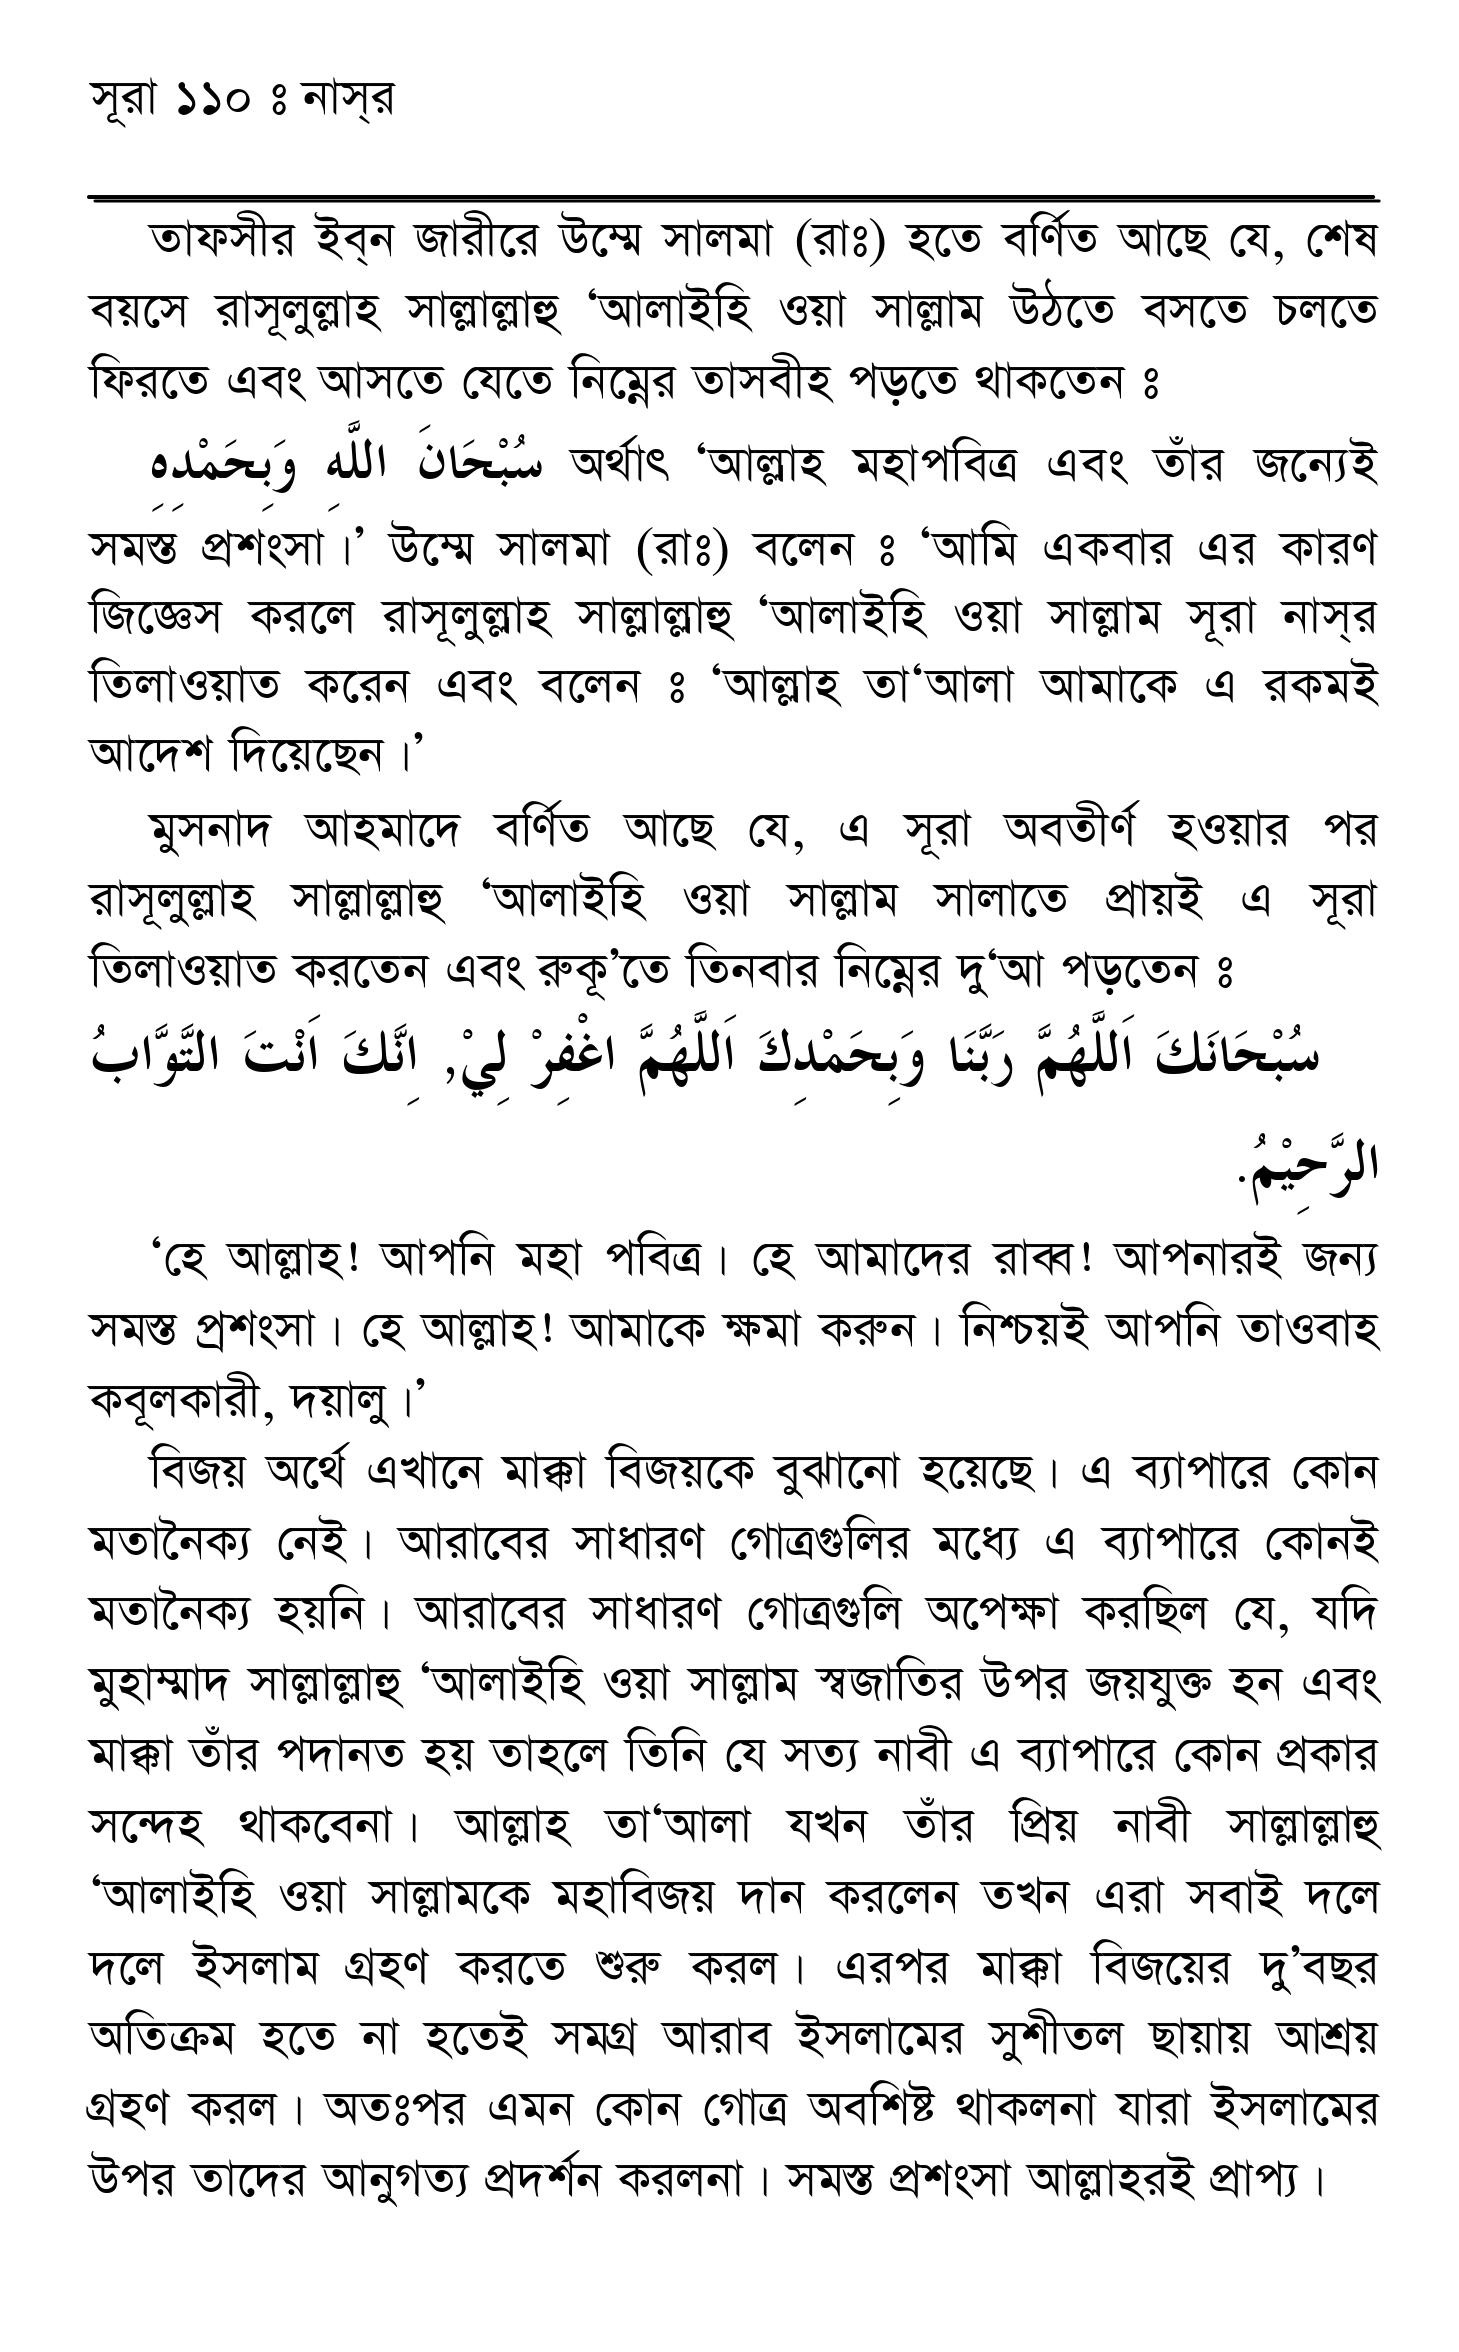 সূরা ১১০ ঃ নাস্‌র
তাফসীর ইব্‌ন জারীরে উম্মে সালমা (রাঃ) হতে বর্ণিত আছে যে, শেষ
বয়সে রাসূলুল্লাহ সাল্লাল্লাহু ‘আলাইহি ওয়া সাল্লাম উঠতে বসতে চলতে
ফিরতে এবং আসতে যেতে নিম্নের তাসবীহ পড়তে থাকতেন ঃ
سُبْحَانَ اللَّهِ وَبِحَمْدِهِ অর্থাৎ ‘আল্লাহ মহাপবিত্র এবং তাঁর জন্যেই
সমস্ত প্রশংসা।’ উম্মে সালমা (রাঃ) বলেন ঃ ‘আমি একবার এর কারণ
জিজ্ঞেস করলে রাসূলুল্লাহ সাল্লাল্লাহু ‘আলাইহি ওয়া সাল্লাম সূরা নাস্‌র
তিলাওয়াত করেন এবং বলেন ঃ ‘আল্লাহ তা‘আলা আমাকে এ রকমই
আদেশ দিয়েছেন।’
মুসনাদ আহমাদে বর্ণিত আছে যে, এ সূরা অবতীর্ণ হওয়ার পর
রাসূলুল্লাহ সাল্লাল্লাহু ‘আলাইহি ওয়া সাল্লাম সালাতে প্রায়ই এ সূরা
তিলাওয়াত করতেন এবং রুকূ’তে তিনবার নিম্নের দু‘আ পড়তেন ঃ
سُبْحَانَكَ اَللَّهُمَّ رَبَّنَا وَبِحَمْدِكَ اَللَّهُمَّ اغْفِرْ لِيْ, اِنَّكَ اَنْتَ التَّوَّابُ
الرَّحِيْمُ.
‘হে আল্লাহ! আপনি মহা পবিত্র। হে আমাদের রাব্ব! আপনারই জন্য
সমস্ত প্রশংসা। হে আল্লাহ! আমাকে ক্ষমা করুন। নিশ্চয়ই আপনি তাওবাহ
কবূলকারী, দয়ালু।’
বিজয় অর্থে এখানে মাক্কা বিজয়কে বুঝানো হয়েছে। এ ব্যাপারে কোন
মতানৈক্য নেই। আরাবের সাধারণ গোত্রগুলির মধ্যে এ ব্যাপারে কোনই
মতানৈক্য হয়নি। আরাবের সাধারণ গোত্রগুলি অপেক্ষা করছিল যে, যদি
মুহাম্মাদ সাল্লাল্লাহু ‘আলাইহি ওয়া সাল্লাম স্বজাতির উপর জয়যুক্ত হন এবং
মাক্কা তাঁর পদানত হয় তাহলে তিনি যে সত্য নাবী এ ব্যাপারে কোন প্রকার
সন্দেহ থাকবেনা। আল্লাহ তা‘আলা যখন তাঁর প্রিয় নাবী সাল্লাল্লাহু
‘আলাইহি ওয়া সাল্লামকে মহাবিজয় দান করলেন তখন এরা সবাই দলে
দলে ইসলাম গ্রহণ করতে শুরু করল। এরপর মাক্কা বিজয়ের দু’বছর
অতিক্রম হতে না হতেই সমগ্র আরাব ইসলামের সুশীতল ছায়ায় আশ্রয়
গ্রহণ করল। অতঃপর এমন কোন গোত্র অবশিষ্ট থাকলনা যারা ইসলামের
উপর তাদের আনুগত্য প্রদর্শন করলনা। সমস্ত প্রশংসা আল্লাহরই প্রাপ্য।